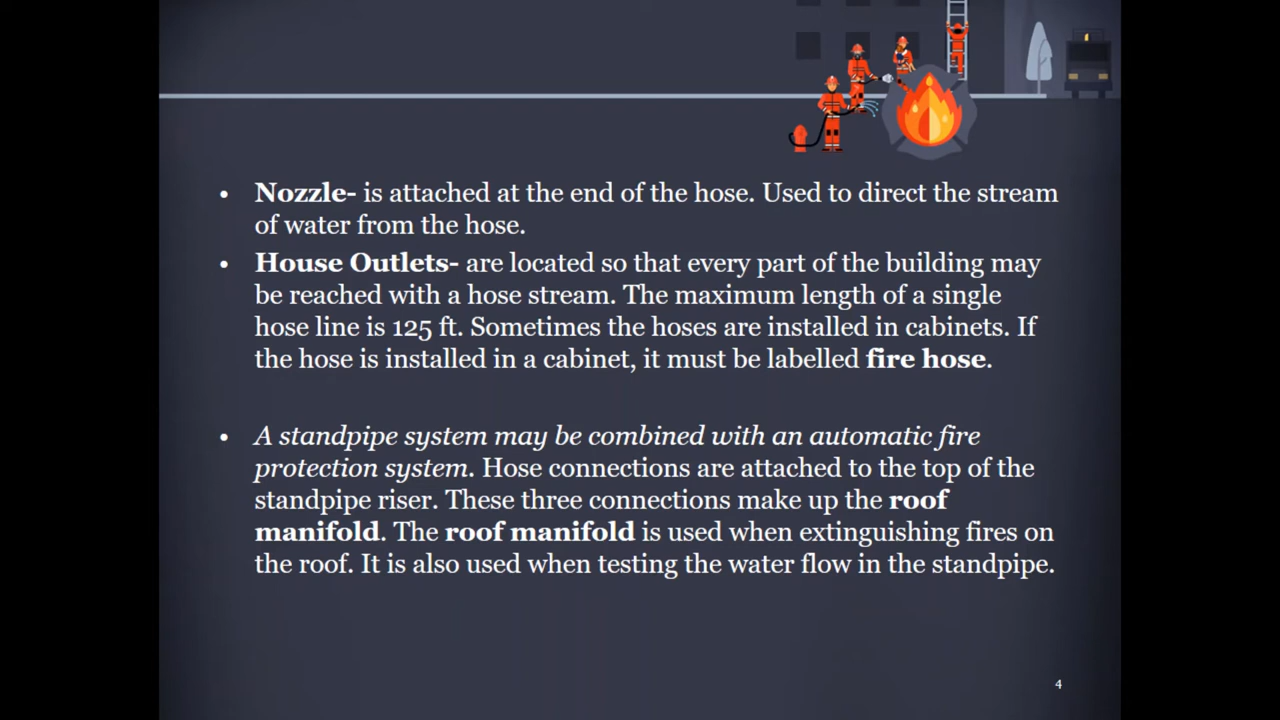 • Nozzle- is attached at the end of the hose. Used to direct the stream
of water from the hose.
• House Outlets- are located so that every part of the building may
be reached with a hose stream. The maximum length of a single
hose line is 125 ft. Sometimes the hoses are installed in cabinets. If
the hose is installed in a cabinet, it must be labelled fire hose.
• A standpipe system may be combined with an automatic fire
protection system. Hose connections are attached to the top of the
standpipe riser. These three connections make up the roof
manifold. The roof manifold is used when extinguishing fires on
the roof. It is also used when testing the water flow in the standpipe.
4